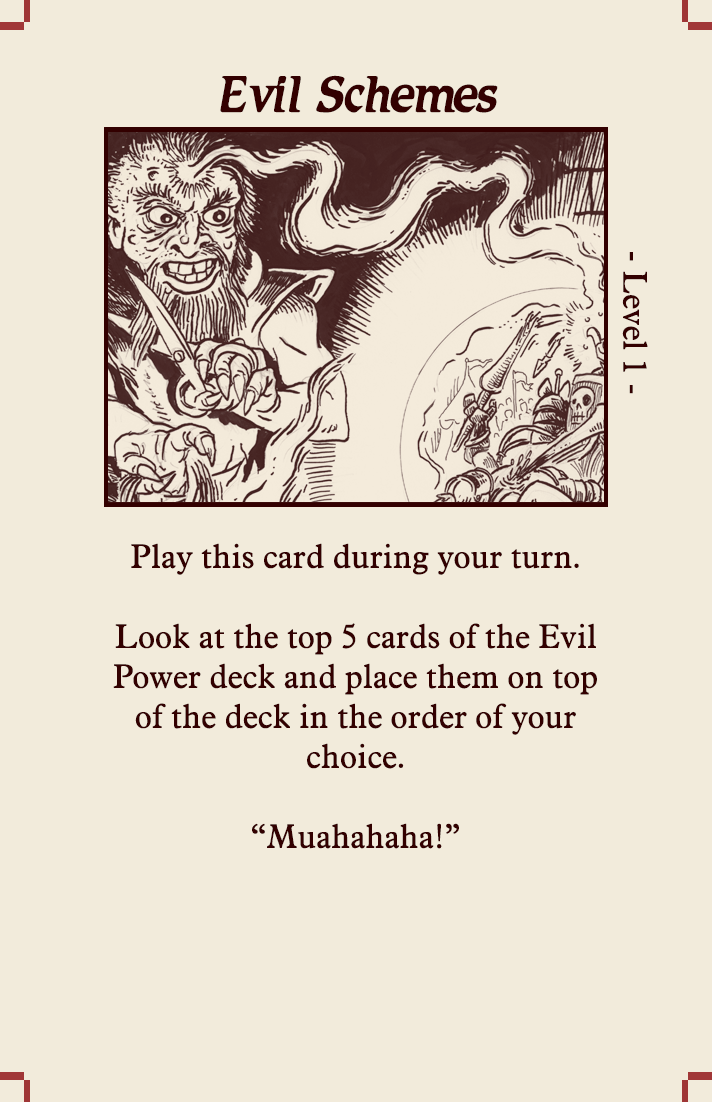 Evil Schemes
- Level 1 -
Play this card during your turn.
Look at the top 5 cards of the Evil
Power deck and place them on top
of the deck in the order of your
choice.
“Muahahaha!”